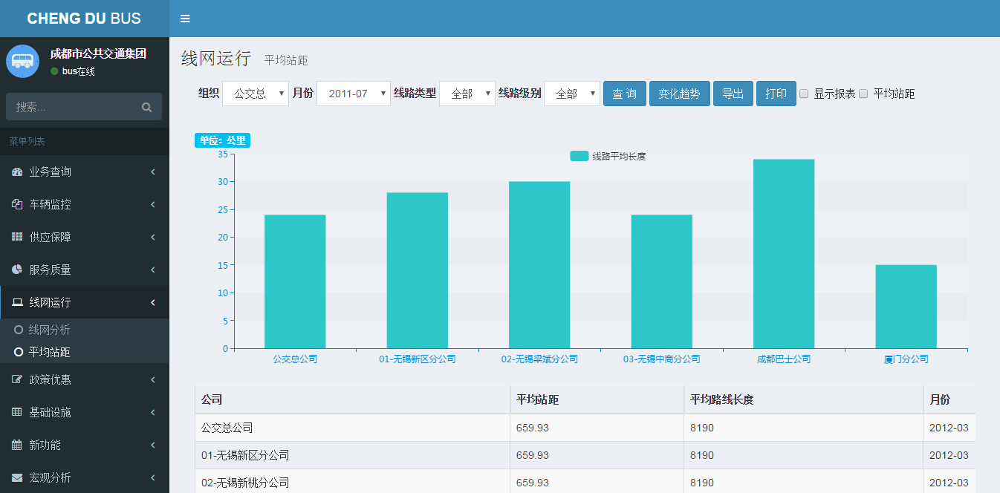 CHENG DU BUS
成都市公共交通集团
bus在线
搜索...
菜单列表
业务查询
车辆监控
供应保障
服务质量
线网运行
线网分析
平均站距
政策优惠
基础设施
新功能
宏观分析
线网运行 平均站距
组织 公交总 月份 2011-07 线路类型 全部 线路级别 全部 查 询 变化趋势 导出 打印 显示报表 平均站距
单位：公里
线路平均长度
35
30
25
20
15
10
5
0
公交总公司 01-无锡新区分公司 02-无锡梁斌分公司 03-无锡中商分公司 成都巴士公司 厦门分公司
公司 平均站距 平均路线长度 月份
公交总公司 659.93 8190 2012-03
01-无锡新区分公司 659.93 8190 2012-03
02-无锡新桃分公司 659.93 8190 2012-03